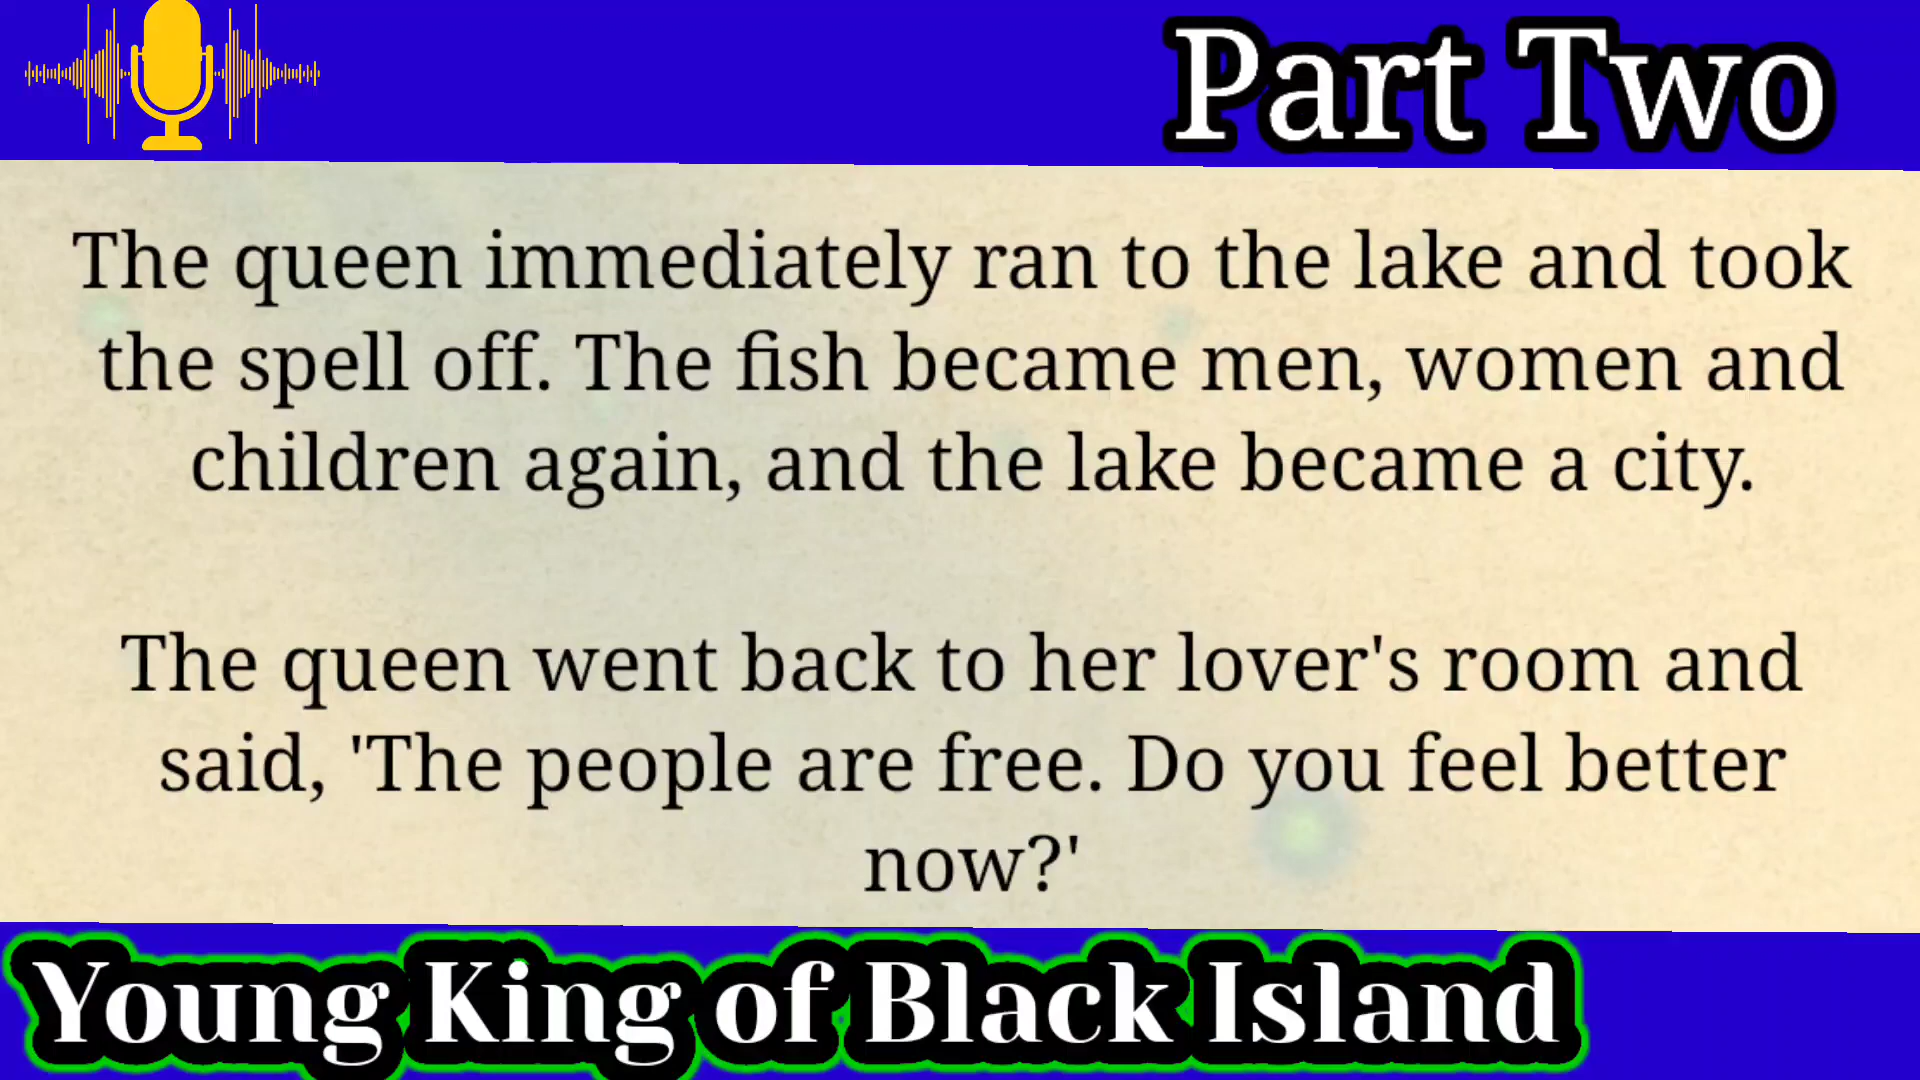 Part Two
The queen immediately ran to the lake and took
the spell off. The fish became men, women and
children again, and the lake became a city.
The queen went back to her lover's room and
said, 'The people are free. Do you feel better
now?'
Young King of Black Island